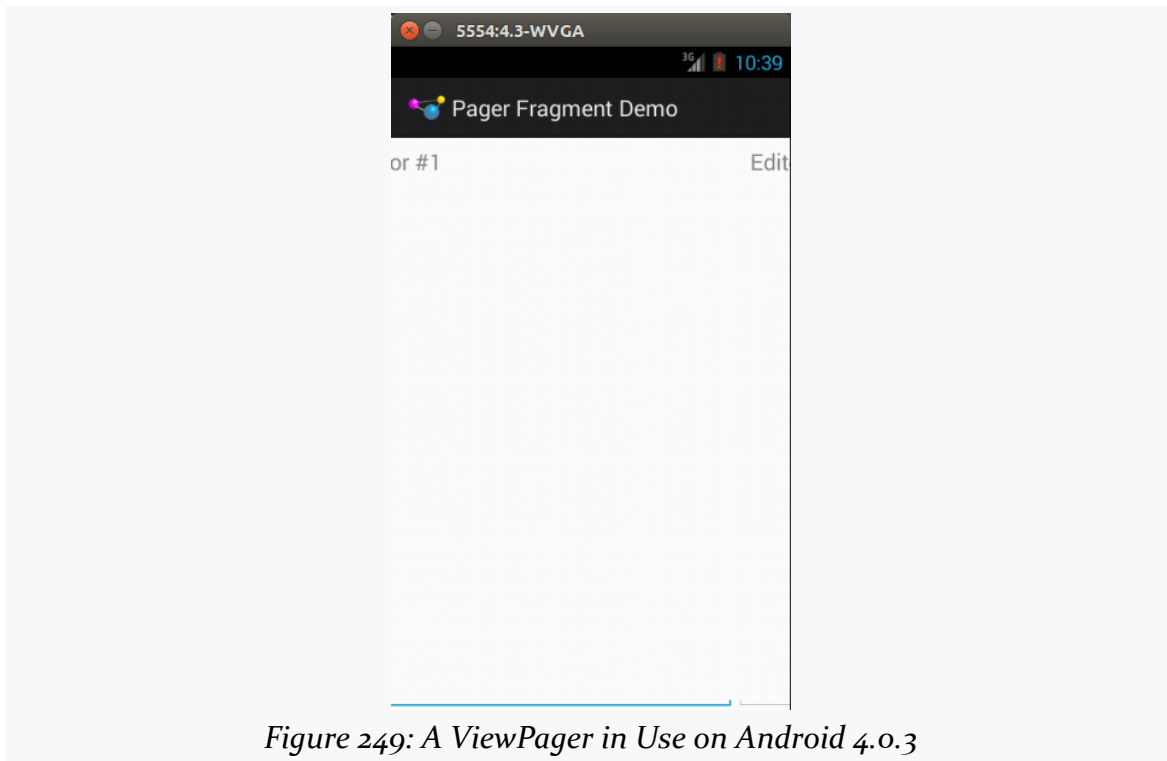 5554:4.3-WVGA
3G 10:39
Pager Fragment Demo
or #1 Edit
Figure 249: A ViewPager in Use on Android 4.0.3